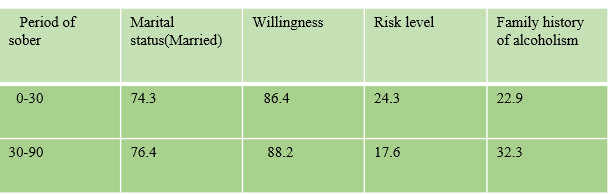 Period of sober Marital status(Married) Willingness Risk level Family history of alcoholism
0-30 74.3 86.4 24.3 22.9
30-90 76.4 88.2 17.6 32.3